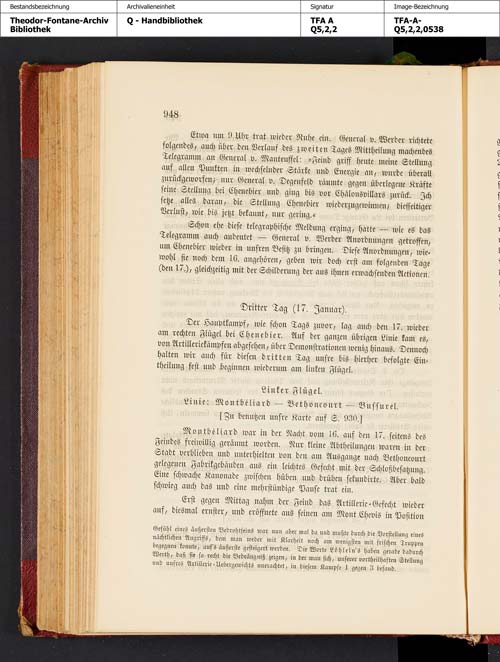 Bestandsbezeichnung Archivalieneinheit Signatur Image-Bezeichnung
Theodor-Fontane-Archiv Q - Handbibliothek TFA A TFA-A-
Bibliothek Q5,2,2 Q5,2,2,0538
948
Etwa um 9 Uhr trat wieder Ruhe ein. General v. Werder richtete
folgendes, auch über den Verlauf des zweiten Tages Mittheilung machendes
Telegramm an General v. Manteuffel: »Feind griff heute meine Stellung
auf allen Punkten in wechselnder Stärke und Energie an, wurde überall
zurückgeworfen; nur General v. Degenfeld räumte gegen überlegene Kräfte
seine Stellung bei Chenebier und ging bis vor Châlonvillars zurück. Ich
setze alles daran, die Stellung Chenebier wiederzugewinnen; diesseitiger
Verlust, wie bis jetzt bekannt, nur gering.«
Schon ehe diese telegraphische Meldung erging, hatte — wie es das
Telegramm auch andeutet — General v. Werder Anordnungen getroffen,
um Chenebier wieder in unsren Besitz zu bringen. Diese Anordnungen, wie-
wohl sie noch dem 16. angehören, geben wir doch erst am folgenden Tage
(den 17.), gleichzeitig mit der Schilderung der aus ihnen erwachsenden Actionen.
Dritter Tag (17. Januar).
Der Hauptkampf, wie schon Tags zuvor, lag auch den 17. wieder
am rechten Flügel bei Chenebier. Auf der ganzen übrigen Linie kam es,
von Artilleriekämpfen abgesehen, über Demonstrationen wenig hinaus. Dennoch
halten wir auch für diesen dritten Tag unsre bis hierher befolgte Ein-
theilung fest und beginnen wiederum am linken Flügel.
Linker Flügel.
Linie: Montbéliard — Bethoncourt — Bussurel.
[Zu benutzen unsre Karte auf S. 930.]
Montbéliard war in der Nacht vom 16. auf den 17. seitens des
Feindes freiwillig geräumt worden. Nur kleine Abtheilungen waren in der
Stadt verblieben und unterhielten von den am Ausgange nach Bethoncourt
gelegenen Fabrikgebäuden aus ein leichtes Gefecht mit der Schloßbesatzung.
Eine schwache Kanonade zwischen hüben und drüben sekundirte. Aber bald
schwieg auch das und eine mehrstündige Pause trat ein.
Erst gegen Mittag nahm der Feind das Artillerie-Gefecht wieder
auf, diesmal ernster, und eröffnete aus seinen am Mont Chevis in Position
Gefühl eines äußersten Bedrohtseins war nun aber mal da und mußte durch die Vorstellung eines
nächtlichen Angriffs, dem man weder mit Klarheit noch am wenigsten mit frischen Truppen
begegnen konnte, auf's äußerste gesteigert werden. Die Worte Löhlein's haben gerade dadurch
Werth, daß sie so recht die Bedrängniß zeigen, in der man sich, unserer vortheilhaften Stellung
und unsres Artillerie-Uebergewichts unerachtet, in diesem Kampfe 1 gegen 3 befand.